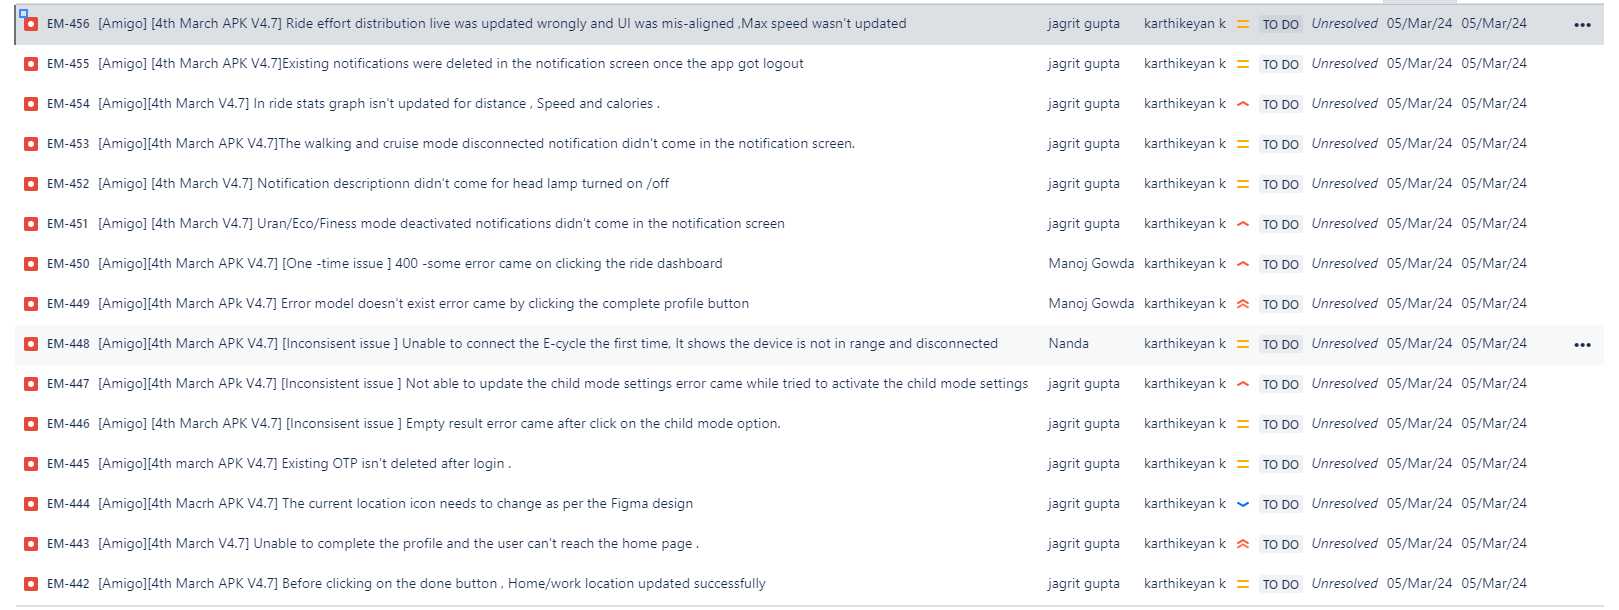 EM-456 [Amigo] [4th March APK V4.7] Ride effort distribution live was updated wrongly and UI was mis-aligned ,Max speed wasn't updated jagrit gupta karthikeyan k TO DO Unresolved 05/Mar/24 05/Mar/24
EM-455 [Amigo] [4th March APK V4.7]Existing notifications were deleted in the notification screen once the app got logout jagrit gupta karthikeyan k TO DO Unresolved 05/Mar/24 05/Mar/24
EM-454 [Amigo][4th March V4.7] In ride stats graph isn't updated for distance , Speed and calories . jagrit gupta karthikeyan k TO DO Unresolved 05/Mar/24 05/Mar/24
EM-453 [Amigo][4th March APK V4.7]The walking and cruise mode disconnected notification didn't come in the notification screen. jagrit gupta karthikeyan k TO DO Unresolved 05/Mar/24 05/Mar/24
EM-452 [Amigo] [4th March V4.7] Notification descriptionn didn't come for head lamp turned on /off jagrit gupta karthikeyan k TO DO Unresolved 05/Mar/24 05/Mar/24
EM-451 [Amigo] [4th March V4.7] Uran/Eco/Finess mode deactivated notifications didn't come in the notification screen jagrit gupta karthikeyan k TO DO Unresolved 05/Mar/24 05/Mar/24
EM-450 [Amigo][4th March APK V4.7] [One -time issue ] 400 -some error came on clicking the ride dashboard Manoj Gowda karthikeyan k TO DO Unresolved 05/Mar/24 05/Mar/24
EM-449 [Amigo][4th March APk V4.7] Error model doesn't exist error came by clicking the complete profile button Manoj Gowda karthikeyan k TO DO Unresolved 05/Mar/24 05/Mar/24
EM-448 [Amigo][4th March APK V4.7] [Inconsisent issue ] Unable to connect the E-cycle the first time, It shows the device is not in range and disconnected Nanda karthikeyan k TO DO Unresolved 05/Mar/24 05/Mar/24
EM-447 [Amigo][4th March APk V4.7] [Inconsistent issue ] Not able to update the child mode settings error came while tried to activate the child mode settings jagrit gupta karthikeyan k TO DO Unresolved 05/Mar/24 05/Mar/24
EM-446 [Amigo] [4th March APK V4.7] [Inconsisent issue ] Empty result error came after click on the child mode option. jagrit gupta karthikeyan k TO DO Unresolved 05/Mar/24 05/Mar/24
EM-445 [Amigo][4th march APK V4.7] Existing OTP isn't deleted after login . jagrit gupta karthikeyan k TO DO Unresolved 05/Mar/24 05/Mar/24
EM-444 [Amigo][4th Macrh APK V4.7] The current location icon needs to change as per the Figma design jagrit gupta karthikeyan k TO DO Unresolved 05/Mar/24 05/Mar/24
EM-443 [Amigo][4th March V4.7] Unable to complete the profile and the user can't reach the home page . jagrit gupta karthikeyan k TO DO Unresolved 05/Mar/24 05/Mar/24
EM-442 [Amigo][4th March APK V4.7] Before clicking on the done button , Home/work location updated successfully jagrit gupta karthikeyan k TO DO Unresolved 05/Mar/24 05/Mar/24